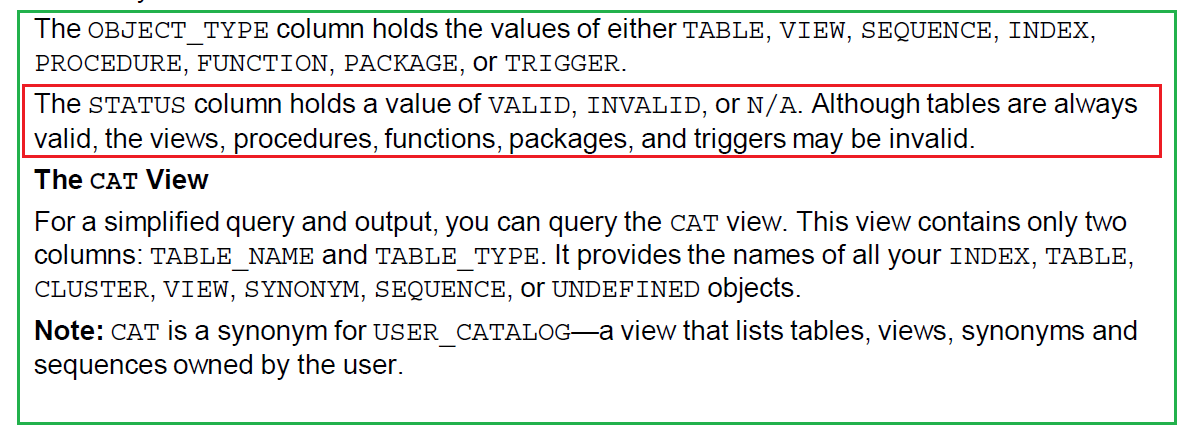 The OBJECT_TYPE column holds the values of either TABLE, VIEW, SEQUENCE, INDEX,
PROCEDURE, FUNCTION, PACKAGE, or TRIGGER.
The STATUS column holds a value of VALID, INVALID, or N/A. Although tables are always
valid, the views, procedures, functions, packages, and triggers may be invalid.
The CAT View
For a simplified query and output, you can query the CAT view. This view contains only two
columns: TABLE_NAME and TABLE_TYPE. It provides the names of all your INDEX, TABLE,
CLUSTER, VIEW, SYNONYM, SEQUENCE, or UNDEFINED objects.
Note: CAT is a synonym for USER_CATALOG—a view that lists tables, views, synonyms and
sequences owned by the user.